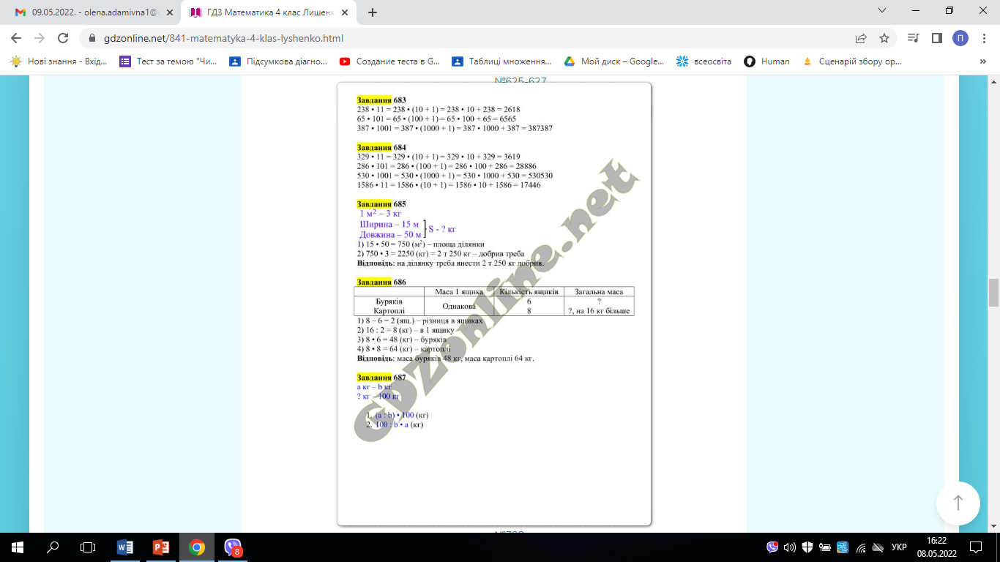 09.05.2022. - olena.adamivna1@
ГДЗ Математика 4 клас Лишенк
gdzonline.net/841-matematyka-4-klas-lyshenko.html
П
Нові знання - Вхід...
Тест за темою "Чи...
Підсумкова діагно...
Создание теста в G...
Таблиці множення...
Мой диск – Google...
всеосвіта
Human
Сценарій збору ор...
»
№625-627
Завдання 683
238 • 11 = 238 • (10 + 1) = 238 • 10 + 238 = 2618
65 • 101 = 65 • (100 + 1) = 65 • 100 + 65 = 6565
387 • 1001 = 387 • (1000 + 1) = 387 • 1000 + 387 = 387387
Завдання 684
329 • 11 = 329 • (10 + 1) = 329 • 10 + 329 = 3619
286 • 101 = 286 • (100 + 1) = 286 • 100 + 286 = 28886
530 • 1001 = 530 • (1000 + 1) = 530 • 1000 + 530 = 530530
1586 • 11 = 1586 • (10 + 1) = 1586 • 10 + 1586 = 17446
Завдання 685
1 м² – 3 кг
Ширина – 15 м
Довжина – 50 м
S - ? кг
1) 15 • 50 = 750 (м²) – площа ділянки
2) 750 • 3 = 2250 (кг) = 2 т 250 кг – добрив треба
Відповідь: на ділянку треба внести 2 т 250 кг добрив.
Завдання 686
Маса 1 ящика Кількість ящиків Загальна маса
Буряків Однакова 6 ?
Картоплі 8 ?, на 16 кг більше
1) 8 – 6 = 2 (ящ.) – різниця в ящиках
2) 16 : 2 = 8 (кг) – в 1 ящику
3) 8 • 6 = 48 (кг) – буряків
4) 8 • 8 = 64 (кг) – картоплі
Відповідь: маса буряків 48 кг, маса картоплі 64 кг.
Завдання 687
а кг – b кг
? кг – 100 кг
1. (a : b) • 100 (кг)
2. 100 : b • a (кг)
GDZonline.net
8
УКР
16:22
08.05.2022